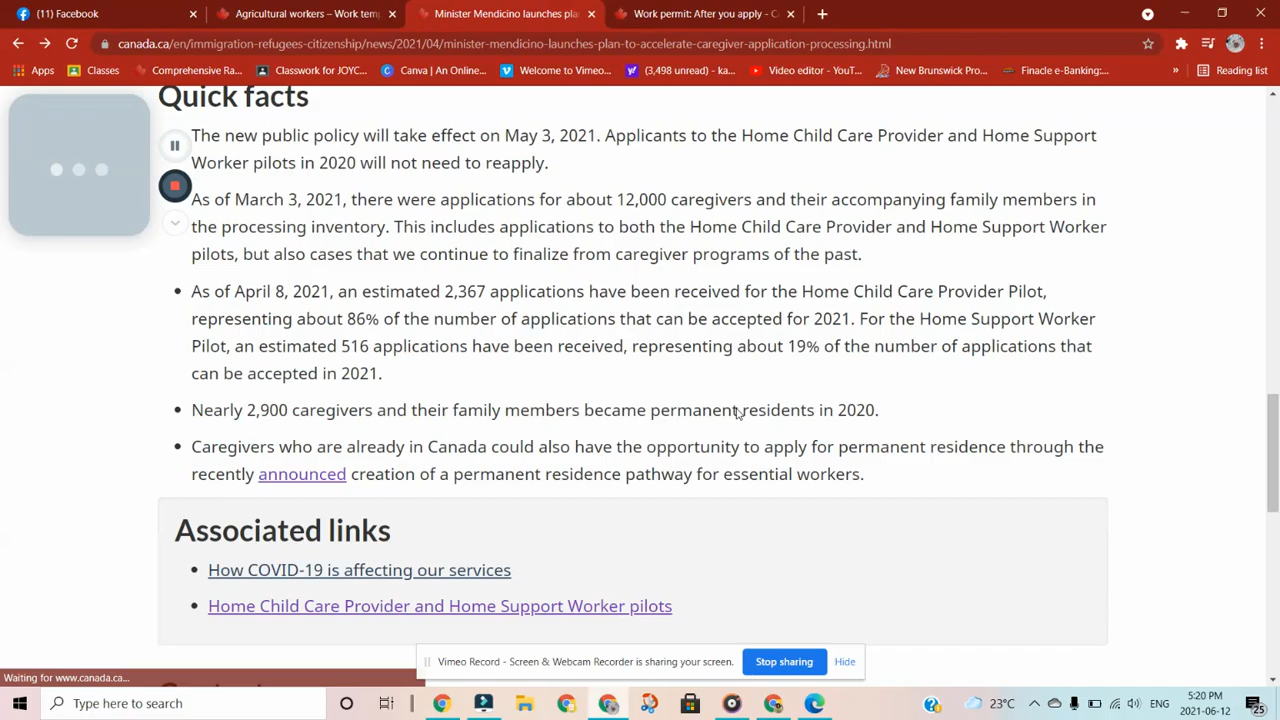 (11) Facebook
Agricultural workers – Work tem
Minister Mendicino launches pla
Work permit: After you apply - C
canada.ca/en/immigration-refugees-citizenship/news/2021/04/minister-mendicino-launches-plan-to-accelerate-caregiver-application-processing.html
Apps
Classes
Comprehensive Ra...
Classwork for JOYC...
Canva | An Online...
Welcome to Vimeo...
(3,498 unread) - ka...
Video editor - YouT...
New Brunswick Pro...
Finacle e-Banking:...
»
Reading list
Quick facts
The new public policy will take effect on May 3, 2021. Applicants to the Home Child Care Provider and Home Support
Worker pilots in 2020 will not need to reapply.
As of March 3, 2021, there were applications for about 12,000 caregivers and their accompanying family members in
the processing inventory. This includes applications to both the Home Child Care Provider and Home Support Worker
pilots, but also cases that we continue to finalize from caregiver programs of the past.
As of April 8, 2021, an estimated 2,367 applications have been received for the Home Child Care Provider Pilot,
representing about 86% of the number of applications that can be accepted for 2021. For the Home Support Worker
Pilot, an estimated 516 applications have been received, representing about 19% of the number of applications that
can be accepted in 2021.
Nearly 2,900 caregivers and their family members became permanent residents in 2020.
Caregivers who are already in Canada could also have the opportunity to apply for permanent residence through the
recently announced creation of a permanent residence pathway for essential workers.
Associated links
How COVID-19 is affecting our services
Home Child Care Provider and Home Support Worker pilots
Vimeo Record - Screen & Webcam Recorder is sharing your screen.
Stop sharing
Hide
Waiting for www.canada.ca...
Type here to search
23°C
ENG
5:20 PM
2021-06-12
25